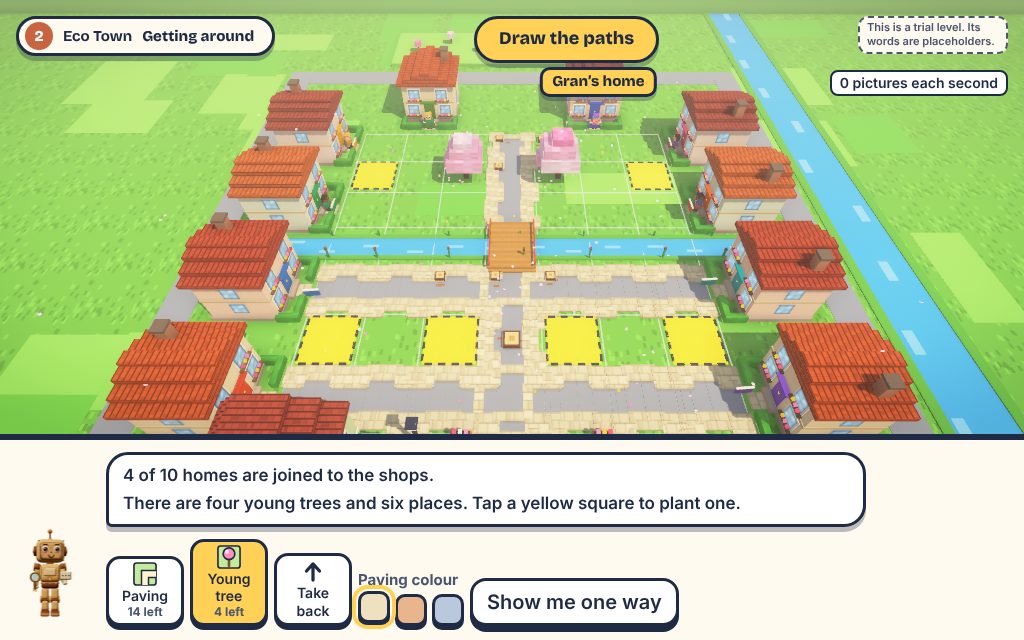 2 Eco Town Getting around
Draw the paths
This is a trial level. Its
words are placeholders.
Gran's home
0 pictures each second
4 of 10 homes are joined to the shops.
There are four young trees and six places. Tap a yellow square to plant one.
Paving
14 left
Young
tree
4 left
Take
back
Paving colour
Show me one way